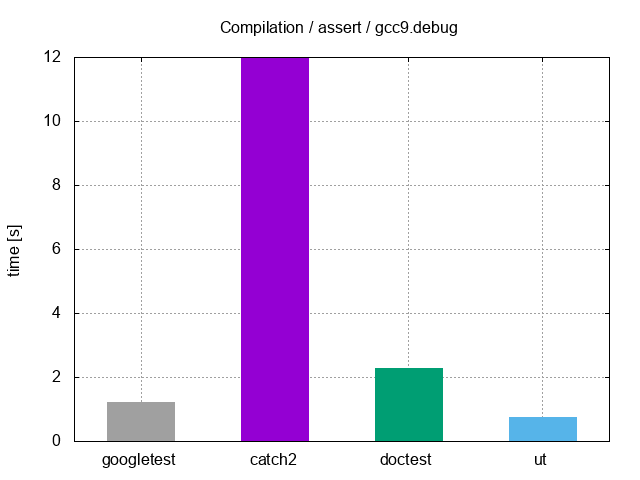 Compilation / assert / gcc9.debug
12
10
8
6
4
2
0
time [s]
googletest catch2 doctest ut